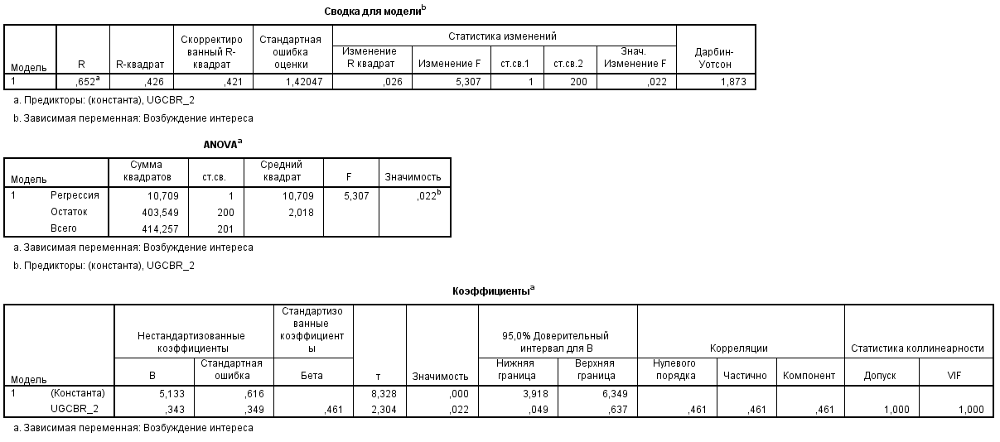 Сводка для моделиb
Модель R R-квадрат Скорректированный R-квадрат Стандартная ошибка оценки Статистика изменений Дарбин-Уотсон
Изменение R квадрат Изменение F ст.св.1 ст.св.2 Знач. Изменение F
1 ,652a ,426 ,421 1,42047 ,026 5,307 1 200 ,022 1,873
a. Предикторы: (константа), UGCBR_2
b. Зависимая переменная: Возбуждение интереса
ANOVAa
Модель Сумма квадратов ст.св. Средний квадрат F Значимость
1 Регрессия 10,709 1 10,709 5,307 ,022b
Остаток 403,549 200 2,018
Всего 414,257 201
a. Зависимая переменная: Возбуждение интереса
b. Предикторы: (константа), UGCBR_2
Коэффициентыa
Модель Нестандартизованные коэффициенты Стандартизованные коэффициенты т Значимость 95,0% Доверительный интервал для B Корреляции Статистика коллинеарности
B Стандартная ошибка Бета Нижняя граница Верхняя граница Нулевого порядка Частично Компонент Допуск VIF
1 (Константа) 5,133 ,616 8,328 ,000 3,918 6,349
UGCBR_2 ,343 ,349 ,461 2,304 ,022 ,049 ,637 ,461 ,461 ,461 1,000 1,000
a. Зависимая переменная: Возбуждение интереса